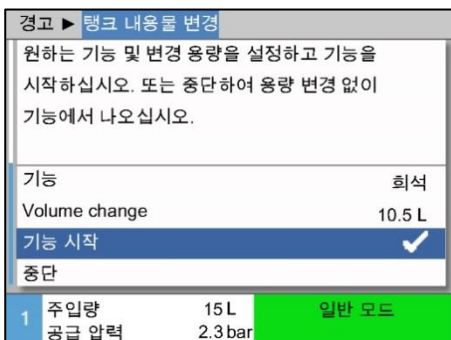 경고 ► 탱크 내용물 변경
원하는 기능 및 변경 용량을 설정하고 기능을
시작하십시오. 또는 중단하여 용량 변경 없이
기능에서 나오십시오.
기능 희석
Volume change 10.5 L
기능 시작 ✔
중단
1 주입량 15 L 일반 모드
공급 압력 2.3 bar